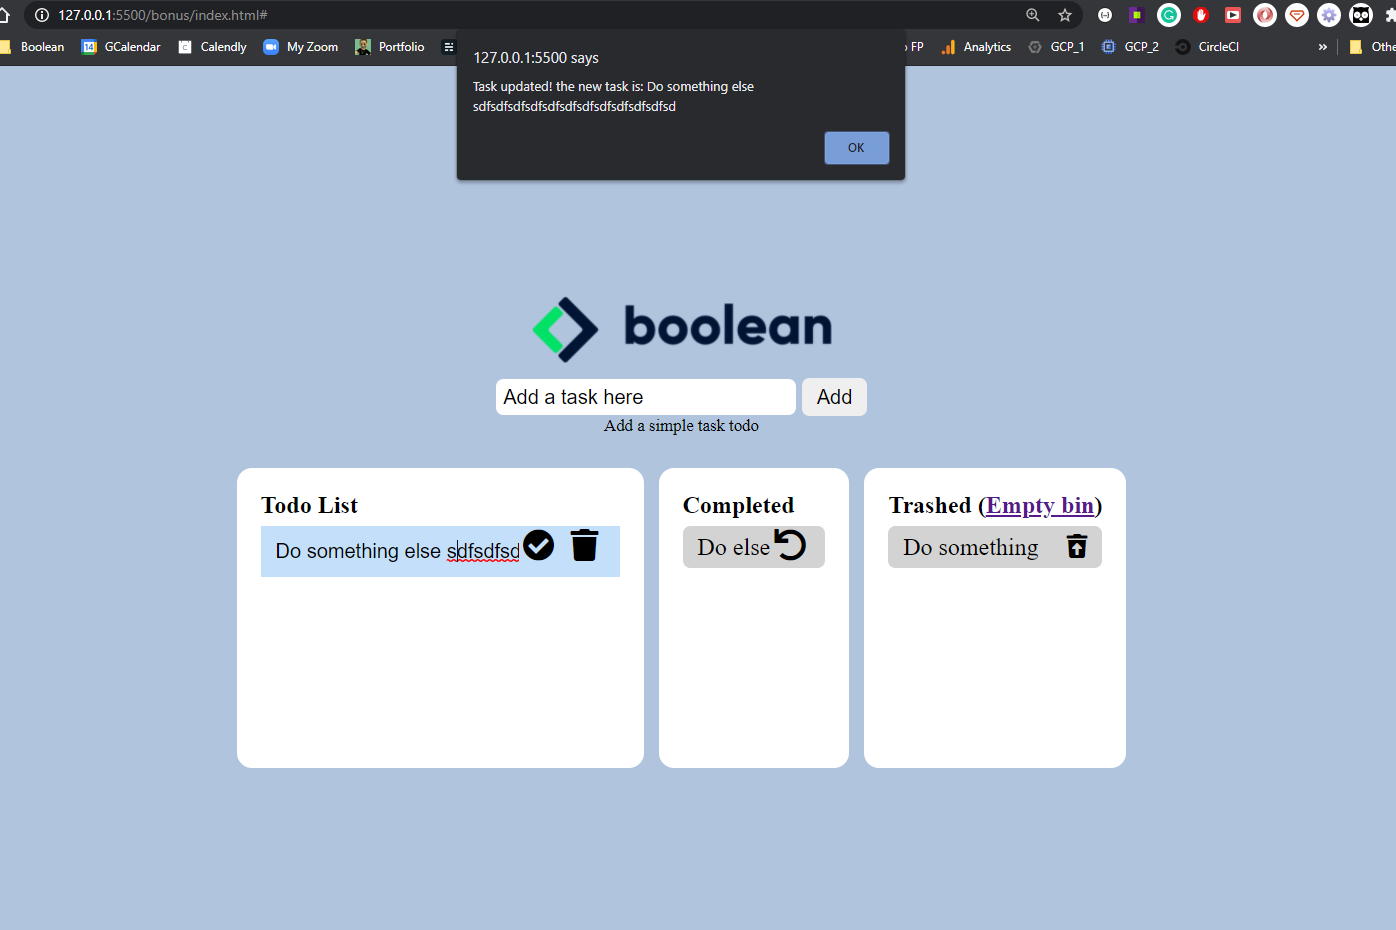 127.0.0.1:5500/bonus/index.html#
Boolean
14
GCalendar
C
Calendly
My Zoom
Portfolio
FP
Analytics
GCP_1
GCP_2
CircleCI
»
Othe
127.0.0.1:5500 says
Task updated! the new task is: Do something else
sdfsdfsdfsdfsdfsdfsdfsdfsdfsdfsdfsd
OK
boolean
Add a task here
Add
Add a simple task todo
Todo List
Do something else sdfsdfsd
Completed
Do else
Trashed (Empty bin)
Do something